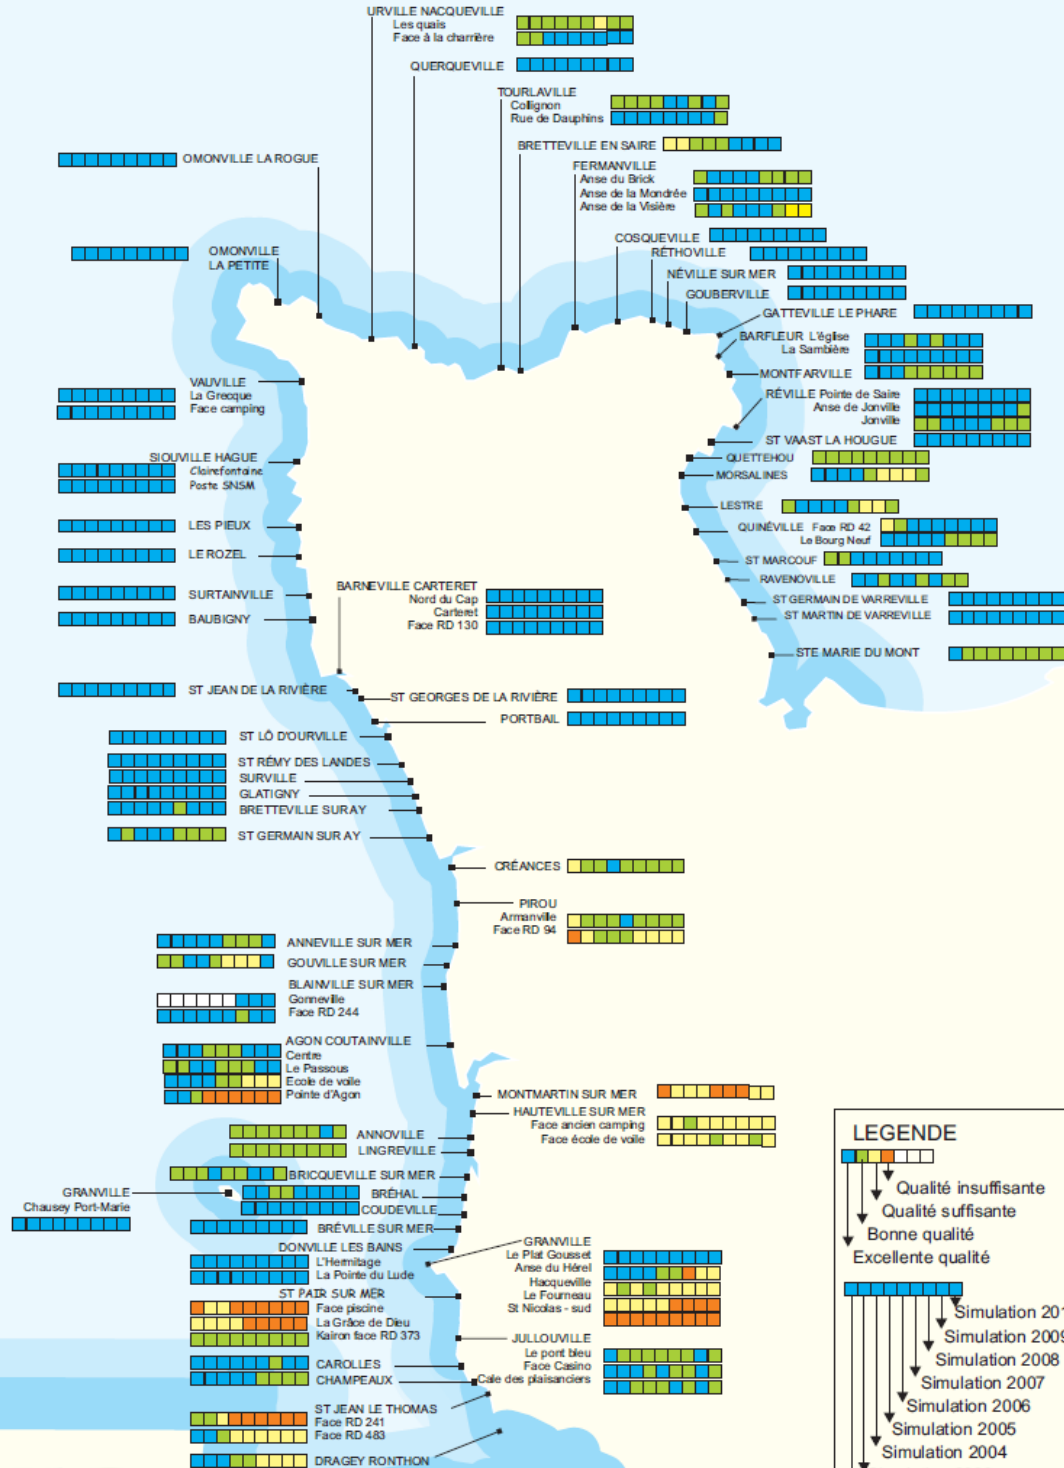 URVILLE NACQUEVILLE
Les quais
Face à la charrière
QUERQUEVILLE
TOURLAVILLE
Collignon
Rue de Dauphins
BRETTEVILLE EN SAIRE
OMONVILLE LA ROGUE
FERMANVILLE
Anse du Brick
Anse de la Mondrée
Anse de la Visière
COSQUEVILLE
RÉTHOVILLE
OMONVILLE
LA PETITE
NÉVILLE SUR MER
GOUBERVILLE
GATTEVILLE LE PHARE
BARFLEUR L'église
La Sambière
MONTFARVILLE
VAUVILLE
La Grecque
Face camping
RÉVILLE Pointe de Saire
Anse de Jonville
Jonville
ST VAAST LA HOUGUE
SIOUVILLE HAGUE
Clairefontaine
Poste SNSM
QUETTEHOU
MORSALINES
LESTRE
LES PIEUX
QUINÉVILLE Face RD 42
Le Bourg Neuf
LE ROZEL
ST MARCOUF
RAVENOVILLE
BARNEVILLE CARTERET
Nord du Cap
Carteret
Face RD 130
SURTAINVILLE
ST GERMAIN DE VARREVILLE
BAUBIGNY
ST MARTIN DE VARREVILLE
STE MARIE DU MONT
ST JEAN DE LA RIVIÈRE
ST GEORGES DE LA RIVIÈRE
PORTBAIL
ST LÔ D'OURVILLE
ST RÉMY DES LANDES
SURVILLE
GLATIGNY
BRETTEVILLE SUR AY
ST GERMAIN SUR AY
CRÉANCES
PIROU
Armanville
Face RD 94
ANNEVILLE SUR MER
GOUVILLE SUR MER
BLAINVILLE SUR MER
Gonneville
Face RD 244
AGON COUTAINVILLE
Centre
Le Passous
Ecole de voile
Pointe d'Agon
MONTMARTIN SUR MER
HAUTEVILLE SUR MER
Face ancien camping
Face école de voile
ANNOVILLE
LINGREVILLE
BRICQUEVILLE SUR MER
GRANVILLE
Chausey Port-Marie
BRÉHAL
COUDEVILLE
BRÉVILLE SUR MER
DONVILLE LES BAINS
L'Hermitage
La Pointe du Lude
GRANVILLE
Le Plat Gousset
Anse du Hérel
Hacqueville
Le Fourneau
St Nicolas - sud
ST PAIR SUR MER
Face piscine
La Grâce de Dieu
Kairon face RD 373
JULLOUVILLE
Le pont bleu
Face Casino
Cale des plaisanciers
CAROLLES
CHAMPEAUX
ST JEAN LE THOMAS
Face RD 241
Face RD 483
DRAGEY RONTHON
LEGENDE
Qualité insuffisante
Qualité suffisante
Bonne qualité
Excellente qualité
Simulation 201
Simulation 2009
Simulation 2008
Simulation 2007
Simulation 2006
Simulation 2005
Simulation 2004